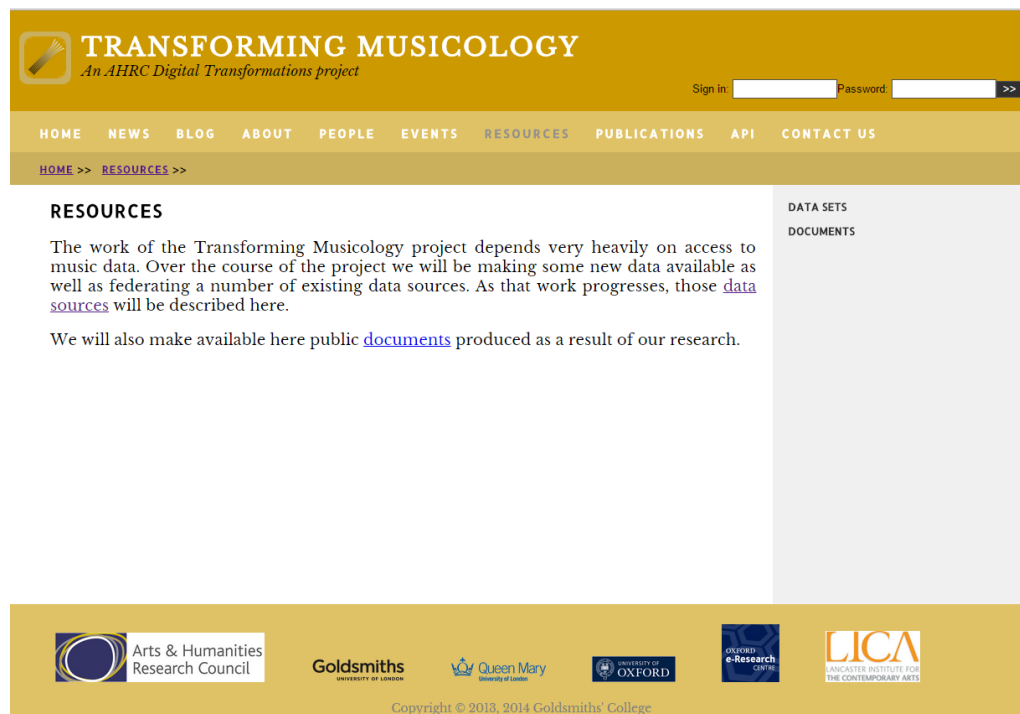 TRANSFORMING MUSICOLOGY
An AHRC Digital Transformations project
Sign in: Password: >>
HOME NEWS BLOG ABOUT PEOPLE EVENTS RESOURCES PUBLICATIONS API CONTACT US
HOME >> RESOURCES >>
RESOURCES
The work of the Transforming Musicology project depends very heavily on access to
music data. Over the course of the project we will be making some new data available as
well as federating a number of existing data sources. As that work progresses, those data
sources will be described here.
We will also make available here public documents produced as a result of our research.
DATA SETS
DOCUMENTS
Arts & Humanities
Research Council
Goldsmiths
UNIVERSITY OF LONDON
Queen Mary
University of London
UNIVERSITY OF
OXFORD
OXFORD
e-Research
CENTRE
LICA
LANCASTER INSTITUTE FOR
THE CONTEMPORARY ARTS
Copyright © 2013, 2014 Goldsmiths' College